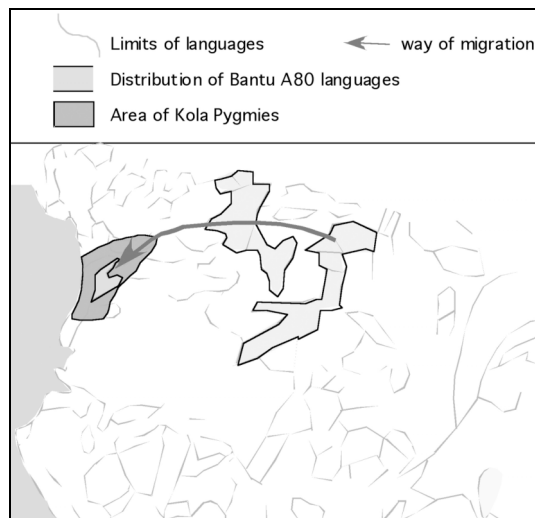 Limits of languages
way of migration
Distribution of Bantu A80 languages
Area of Kola Pygmies